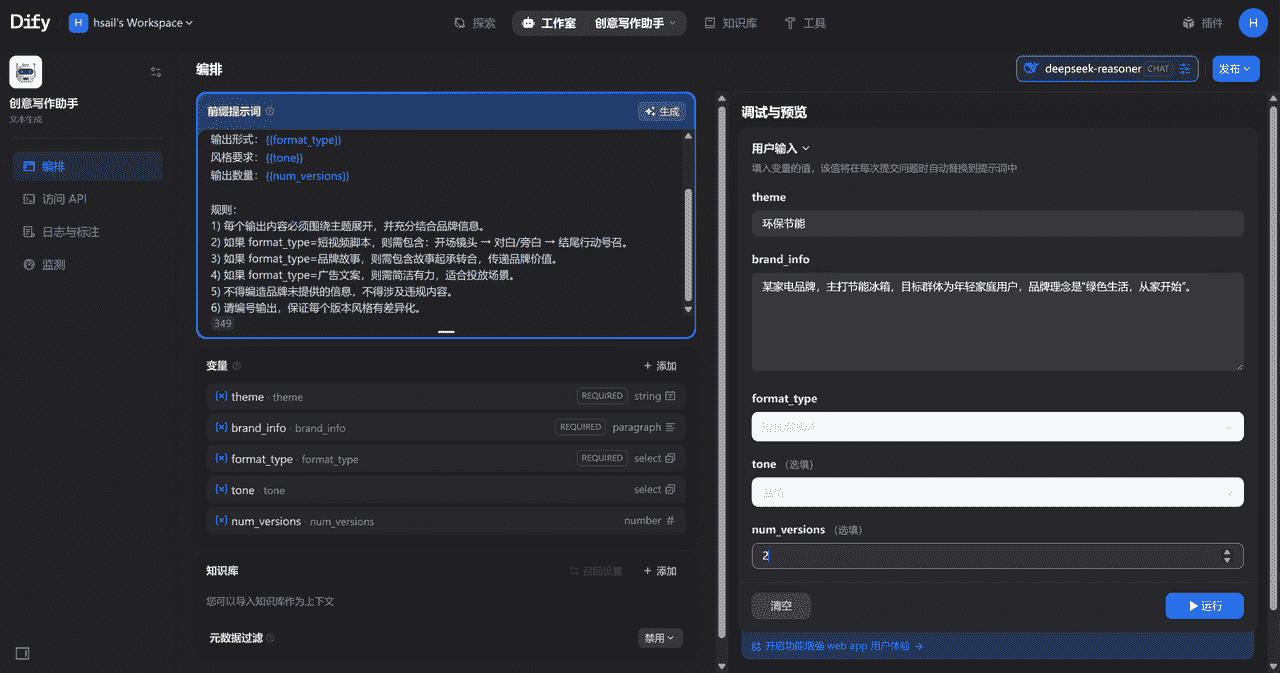 Dify / H hsail's Workspace
探索
工作室
创意写作助手
知识库
工具
插件
H
创意写作助手
文本生成
编排
访问 API
日志与标注
监测
编排
deepseek-reasoner CHAT
发布
前缀提示词
生成
输出形式：{{format_type}}
风格要求：{{tone}}
输出数量：{{num_versions}}
规则：
1) 每个输出内容必须围绕主题展开，并充分结合品牌信息。
2) 如果 format_type=短视频脚本，则需包含：开场镜头 → 对白/旁白 → 结尾行动号召。
3) 如果 format_type=品牌故事，则需包含故事起承转合，传递品牌价值。
4) 如果 format_type=广告文案，则需简洁有力，适合投放场景。
5) 不得编造品牌未提供的信息，不得涉及违规内容。
6) 请编号输出，保证每个版本风格有差异化。
349
变量
+ 添加
theme · theme REQUIRED string
brand_info · brand_info REQUIRED paragraph
format_type · format_type REQUIRED select
tone · tone select
num_versions · num_versions number #
知识库
召回设置
+ 添加
您可以导入知识库作为上下文
元数据过滤
禁用
调试与预览
用户输入
填入变量的值，该值将在每次提交问题时自动替换到提示词中
theme
环保节能
brand_info
某家电品牌，主打节能冰箱，目标群体为年轻家庭用户，品牌理念是“绿色生活，从家开始”。
format_type
tone （选填）
num_versions （选填）
2
清空
运行
开启功能增强 web app 用户体验 →